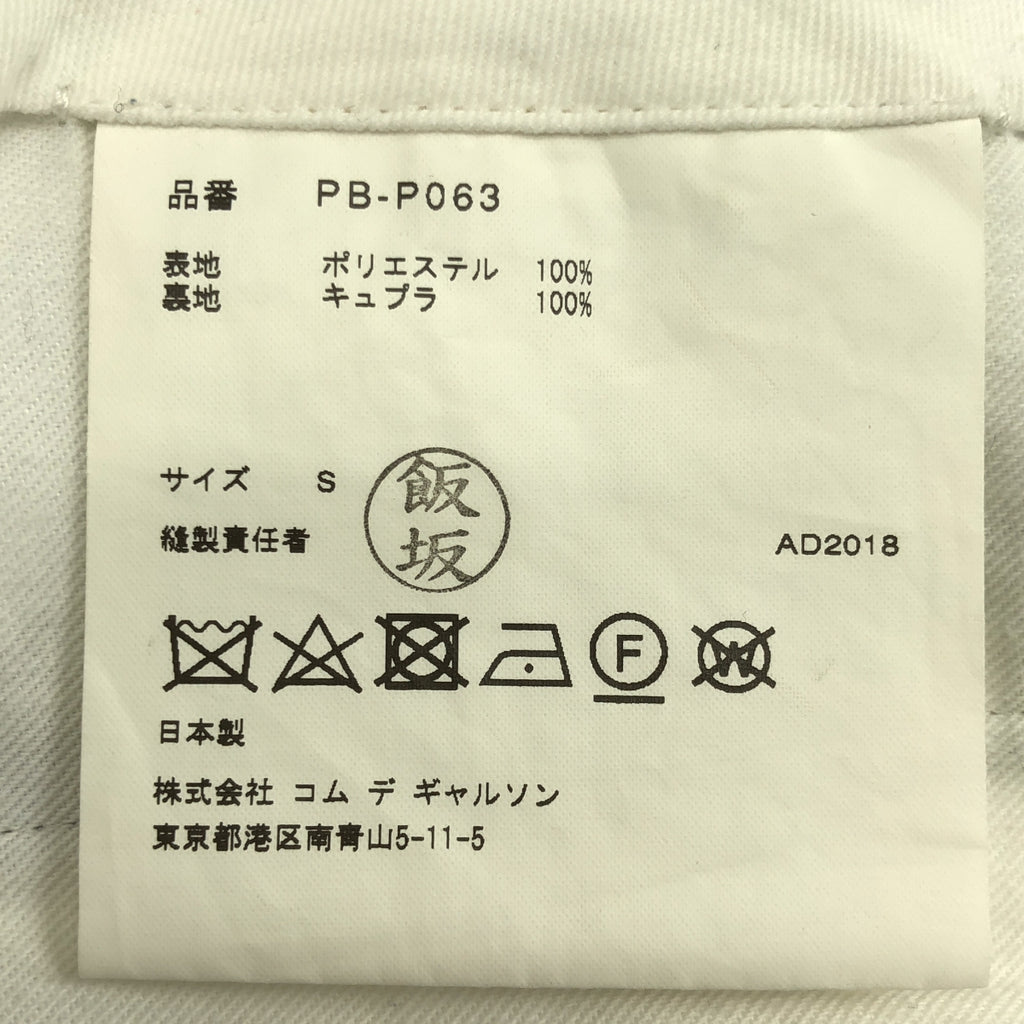 品番 PB-P063
表地 ポリエステル 100%
裏地 キュプラ 100%
サイズ S
飯坂
縫製責任者 AD2018
F W
日本製
株式会社 コム デ ギャルソン
東京都港区南青山5-11-5